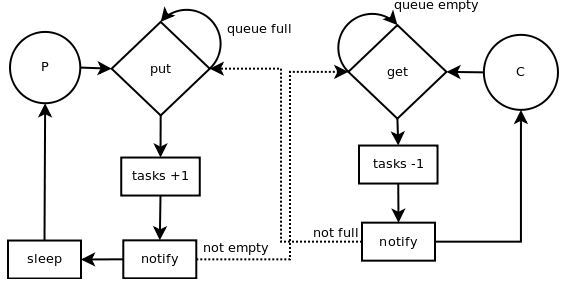 queue full
queue empty
P
put
get
C
tasks +1
tasks -1
not full
notify
not empty
sleep
notify